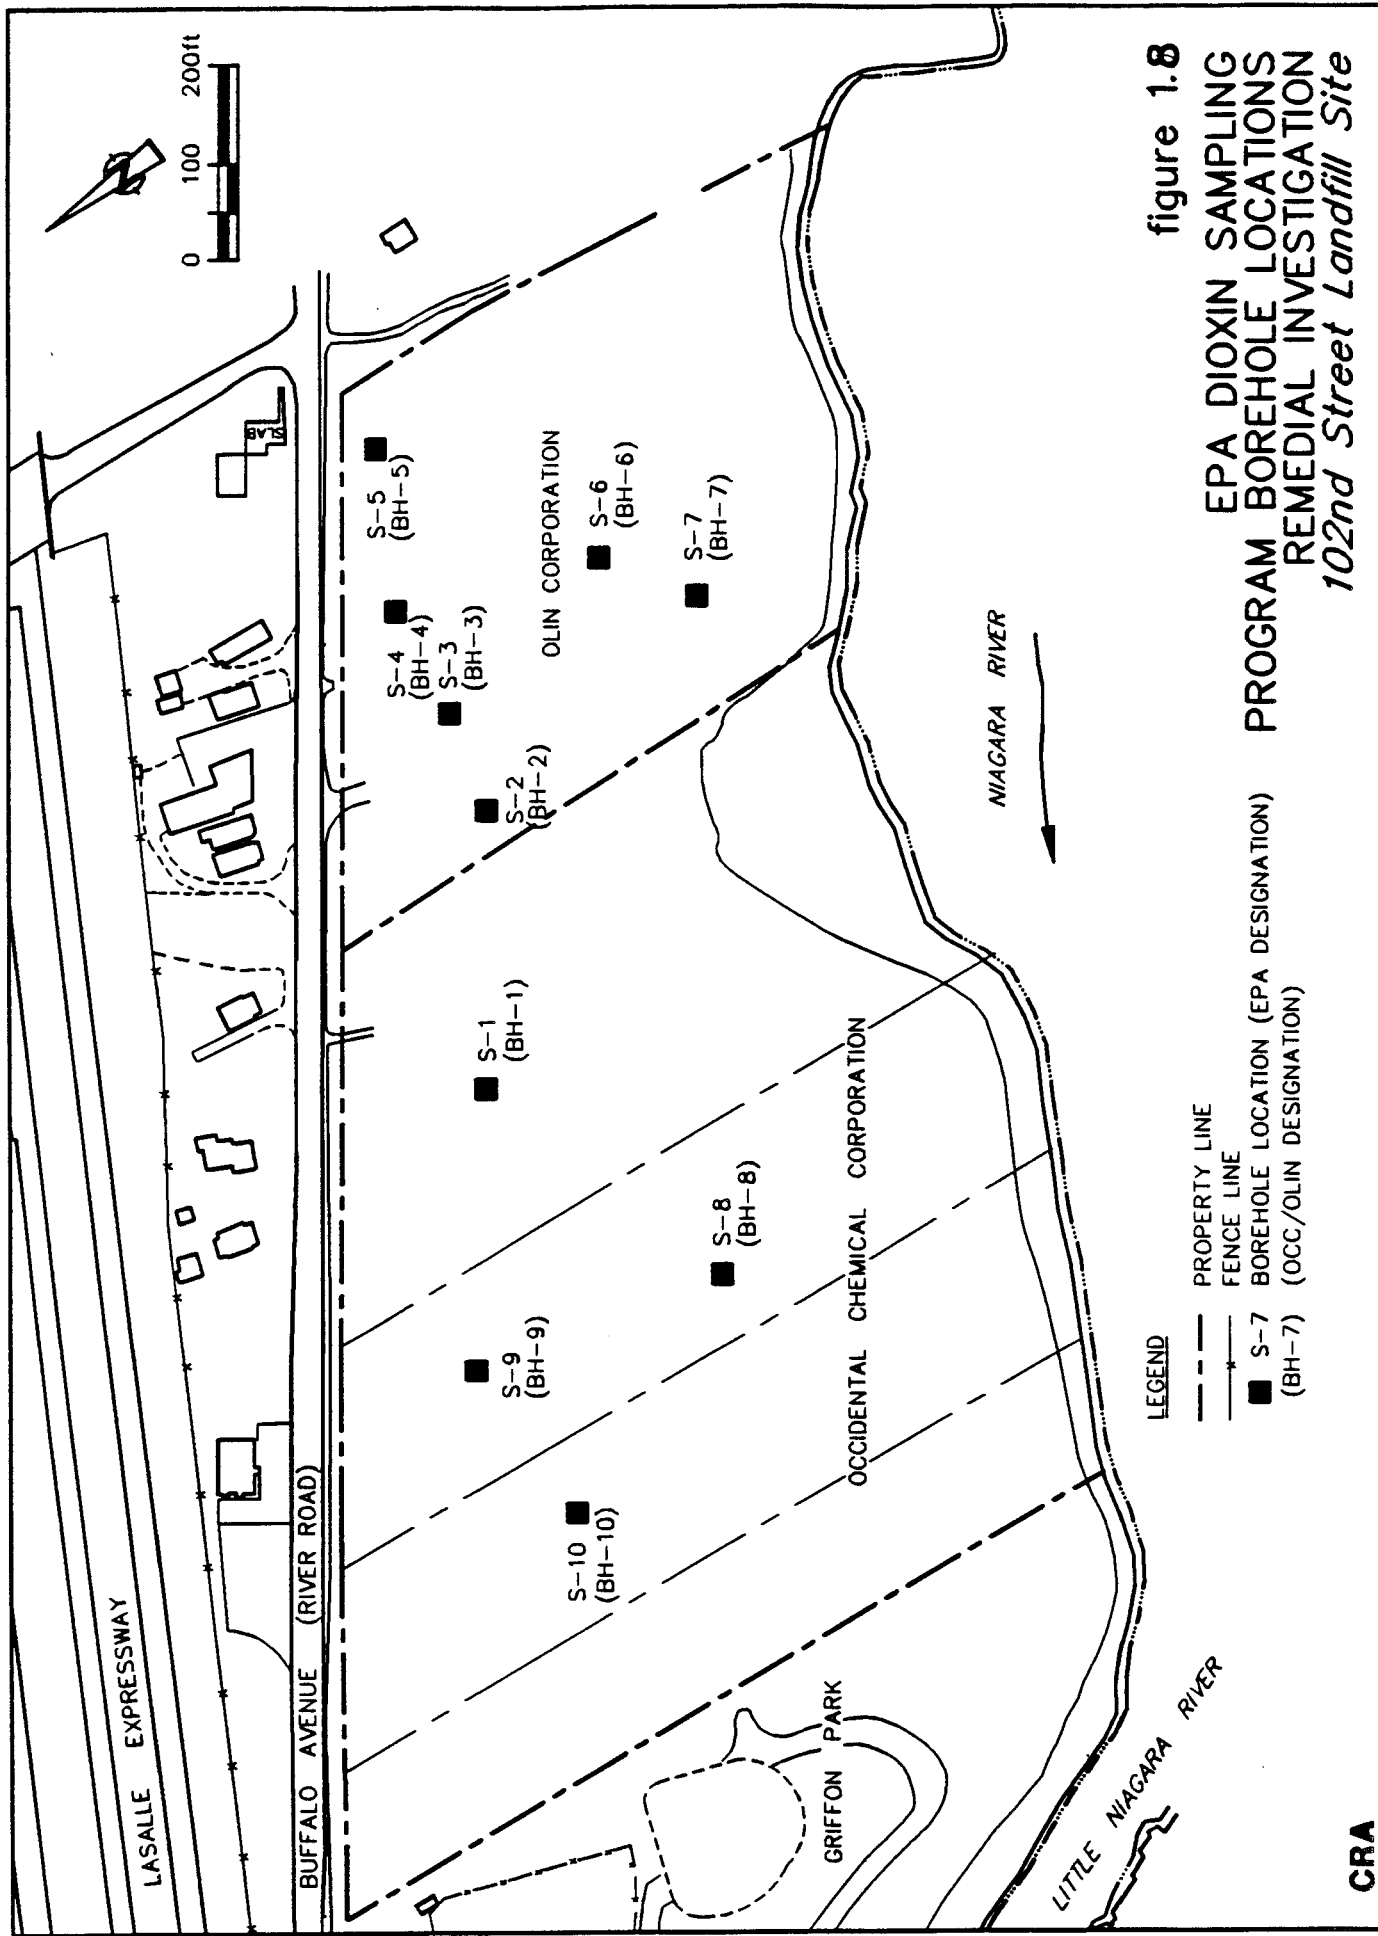 0 100 200ft
N
LASALLE EXPRESSWAY
BUFFALO AVENUE (RIVER ROAD)
SLAB
S-10
(BH-10)
S-9
(BH-9)
S-8
(BH-8)
S-1
(BH-1)
S-2
(BH-2)
S-3
(BH-3)
S-4
(BH-4)
S-5
(BH-5)
S-6
(BH-6)
S-7
(BH-7)
OLIN CORPORATION
OCCIDENTAL CHEMICAL CORPORATION
GRIFFON PARK
NIAGARA RIVER
LITTLE NIAGARA RIVER
LEGEND
PROPERTY LINE
FENCE LINE
S-7 BOREHOLE LOCATION (EPA DESIGNATION)
(BH-7) (OCC/OLIN DESIGNATION)
figure 1.8
EPA DIOXIN SAMPLING
PROGRAM BOREHOLE LOCATIONS
REMEDIAL INVESTIGATION
102nd Street Landfill Site
CRA